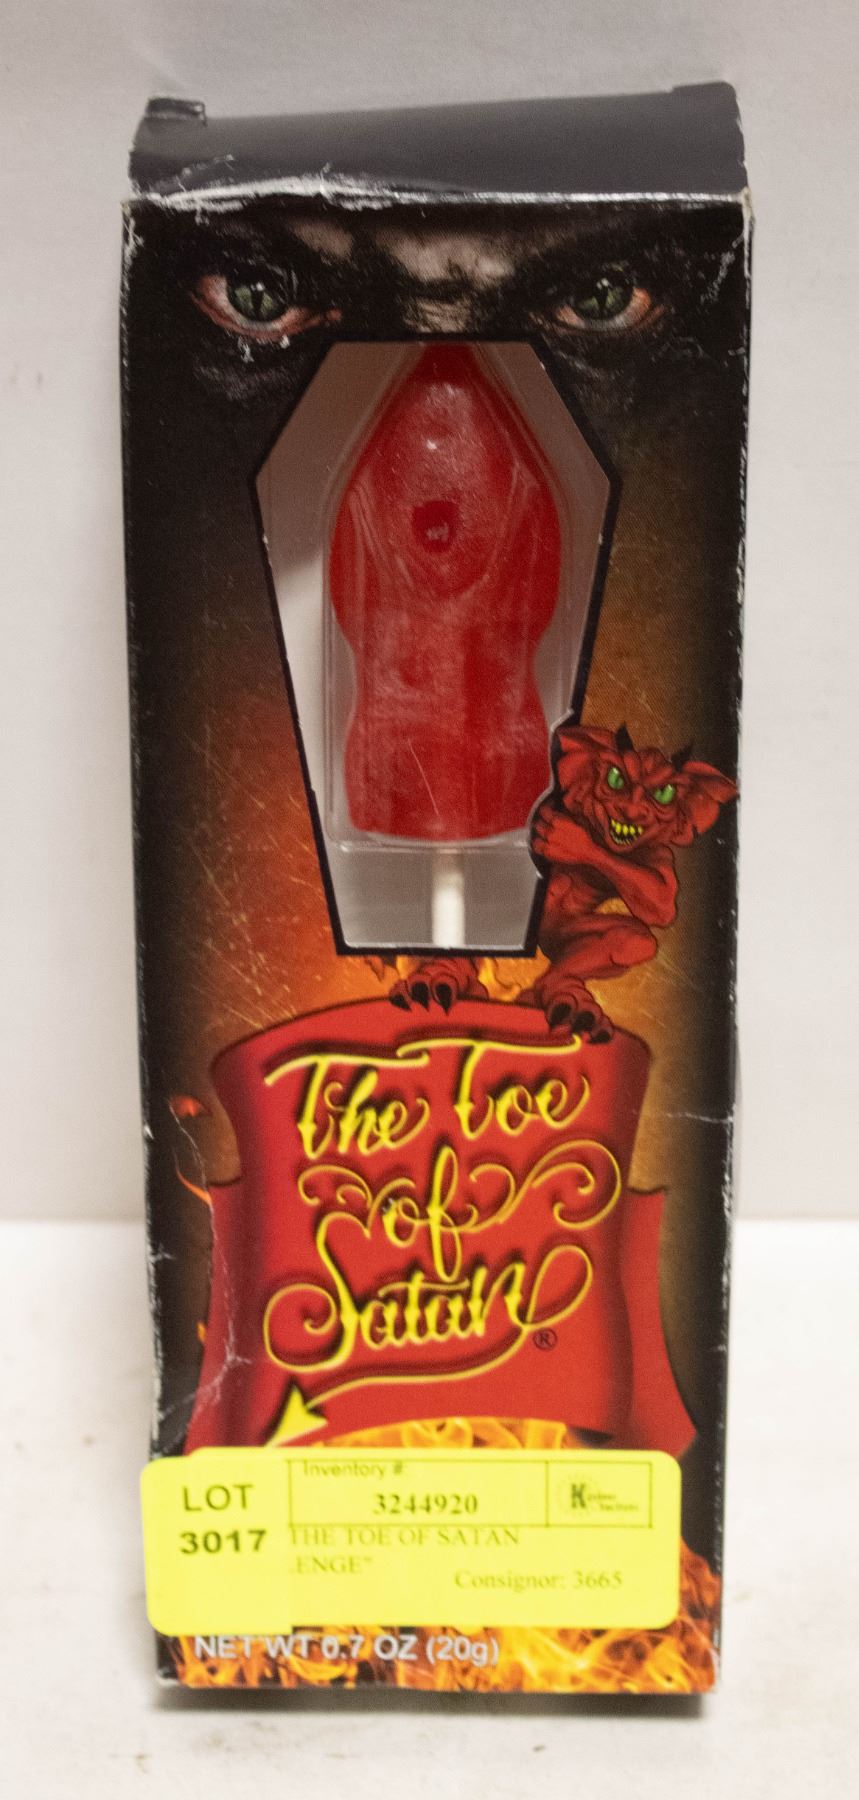 The Toe
of
Satan®
LOT
3017
Inventory #:
3244920
THE TOE OF SATAN
ENGE"
Consignor: 3665
NET WT 0.7 OZ (20g)